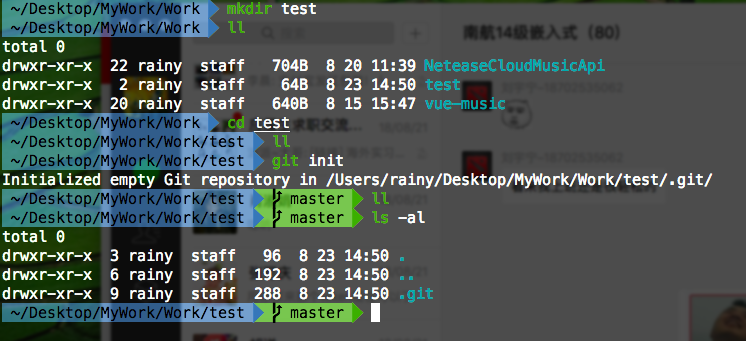 ~/Desktop/MyWork/Work mkdir test
~/Desktop/MyWork/Work ll
total 0
drwxr-xr-x 22 rainy staff 704B 8 20 11:39 NeteaseCloudMusicApi
drwxr-xr-x 2 rainy staff 64B 8 23 14:50 test
drwxr-xr-x 20 rainy staff 640B 8 15 15:47 vue-music
~/Desktop/MyWork/Work cd test
~/Desktop/MyWork/Work/test ll
~/Desktop/MyWork/Work/test git init
Initialized empty Git repository in /Users/rainy/Desktop/MyWork/Work/test/.git/
~/Desktop/MyWork/Work/test master ll
~/Desktop/MyWork/Work/test master ls -al
total 0
drwxr-xr-x 3 rainy staff 96 8 23 14:50 .
drwxr-xr-x 6 rainy staff 192 8 23 14:50 ..
drwxr-xr-x 9 rainy staff 288 8 23 14:50 .git
~/Desktop/MyWork/Work/test master
南航14级嵌入式（80）
求职交流...